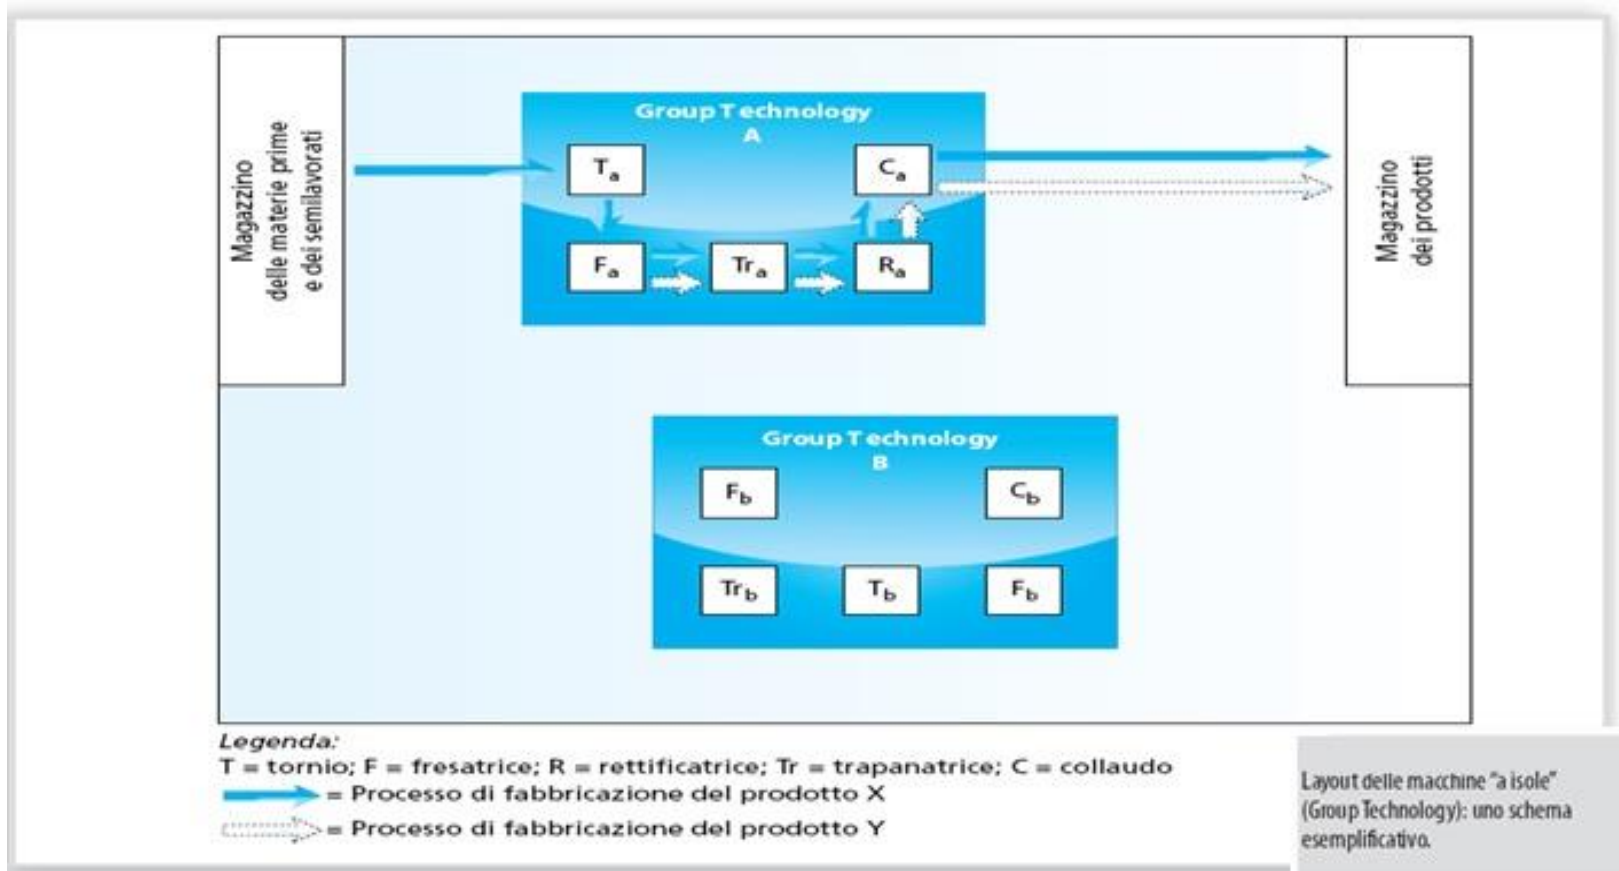 Magazzino
delle materie prime
e dei semilavorati
Group Technology
A
Ta
Ca
Fa
Tra
Ra
Magazzino
dei prodotti
Group Technology
B
Fb
Cb
Trb
Tb
Fb
Legenda:
T = tornio; F = fresatrice; R = rettificatrice; Tr = trapanatrice; C = collaudo
= Processo di fabbricazione del prodotto X
= Processo di fabbricazione del prodotto Y
Layout delle macchine “a isole”
(Group Technology): uno schema
esemplificativo.